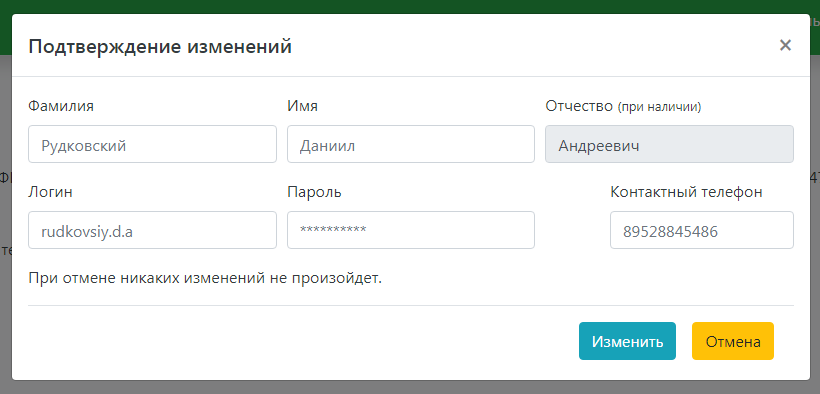 Подтверждение изменений ×
Фамилия Имя Отчество (при наличии)
Рудковский Даниил Андреевич
Логин Пароль Контактный телефон
rudkovsiy.d.a ********** 89528845486
При отмене никаких изменений не произойдет.
Изменить Отмена